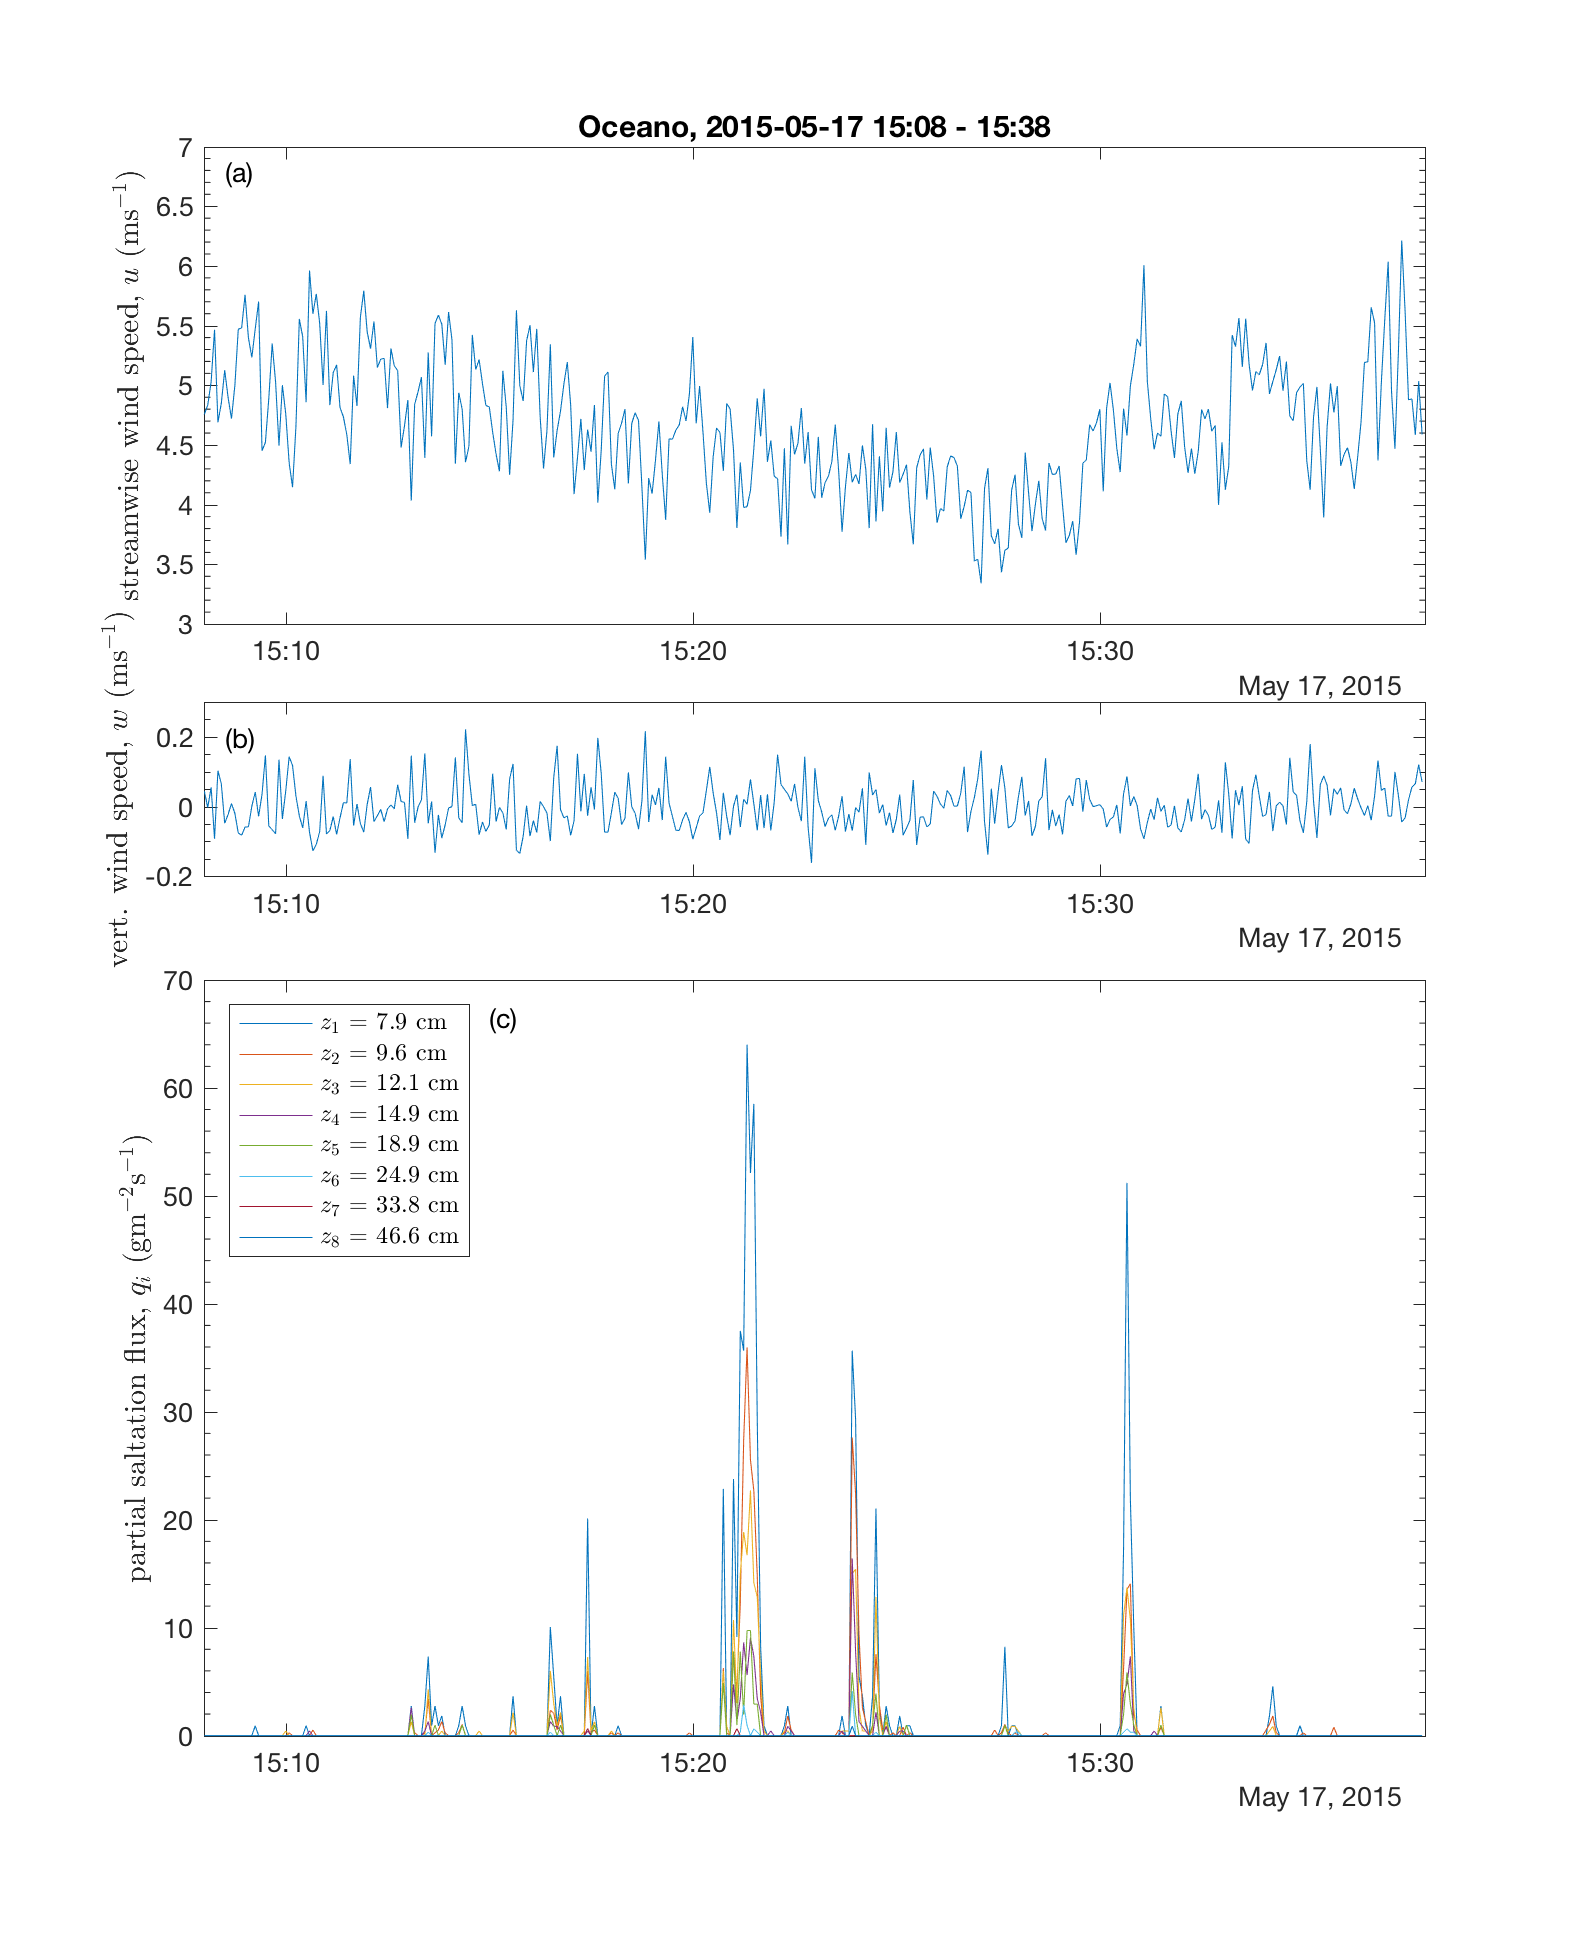 Oceano, 2015-05-17 15:08 - 15:38
(a)
streamwise wind speed, u (ms⁻¹)
7
6.5
6
5.5
5
4.5
4
3.5
3
15:10 15:20 15:30
May 17, 2015
(b)
vert. wind speed, w (ms⁻¹)
0.2
0
-0.2
15:10 15:20 15:30
May 17, 2015
(c)
partial saltation flux, qᵢ (gm⁻²s⁻¹)
70
60
50
40
30
20
10
0
z₁ = 7.9 cm
z₂ = 9.6 cm
z₃ = 12.1 cm
z₄ = 14.9 cm
z₅ = 18.9 cm
z₆ = 24.9 cm
z₇ = 33.8 cm
z₈ = 46.6 cm
15:10 15:20 15:30
May 17, 2015